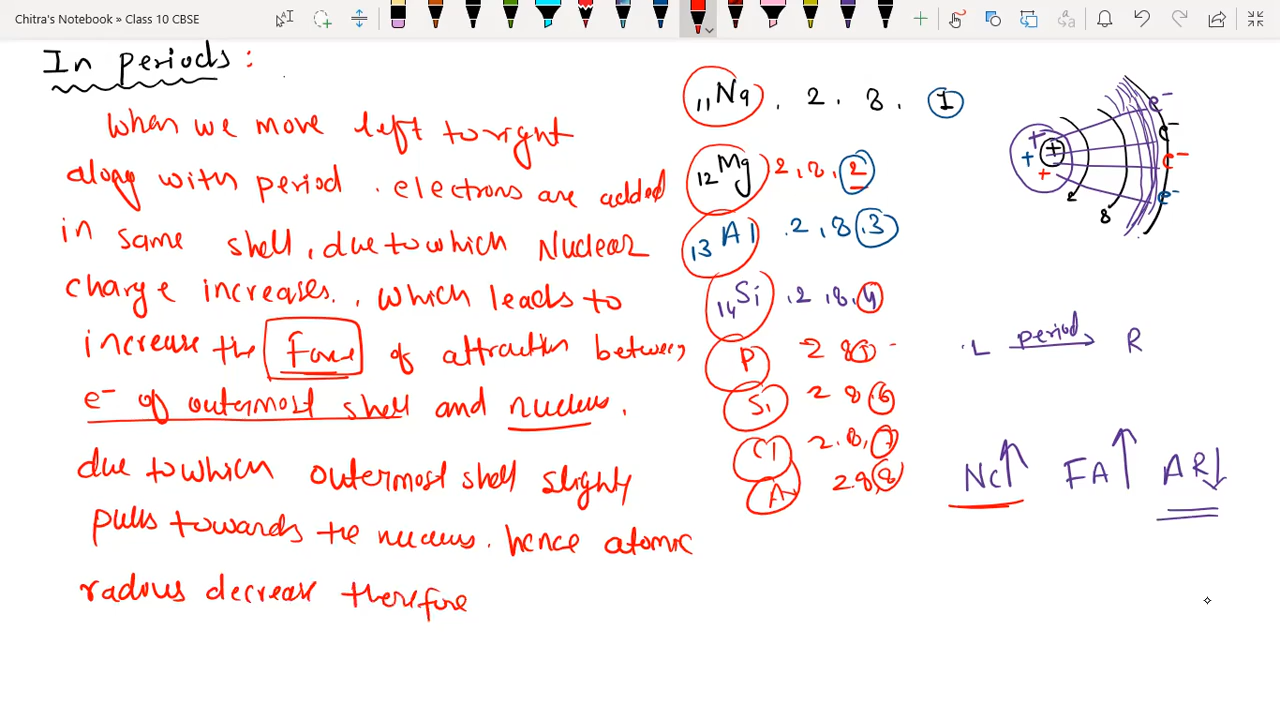 Chitra's Notebook » Class 10 CBSE
In periods :
When we move left to right
along with period . electrons are added
in same shell, due to which Nuclear
charge increases. , which leads to
increase the Force of attraction between
e⁻ of outermost shell and nucleus .
due to which outermost shell slightly
pulls towards the nucleus . hence atomic
radius decrease therefore
₁₁Na . 2 . 8 . 1
₁₂Mg 2 , 8 , 2
₁₃Al . 2 , 8 , 3
₁₄Si . 2 , 8 , 4
P 2 8 5
Si 2 8 6
Cl 2 . 8 , 7
Ar 2 8 8
+ + + + 2 8 e⁻ e⁻ e⁻ e⁻
L period → R
Nc↑ FA↑ AR↓